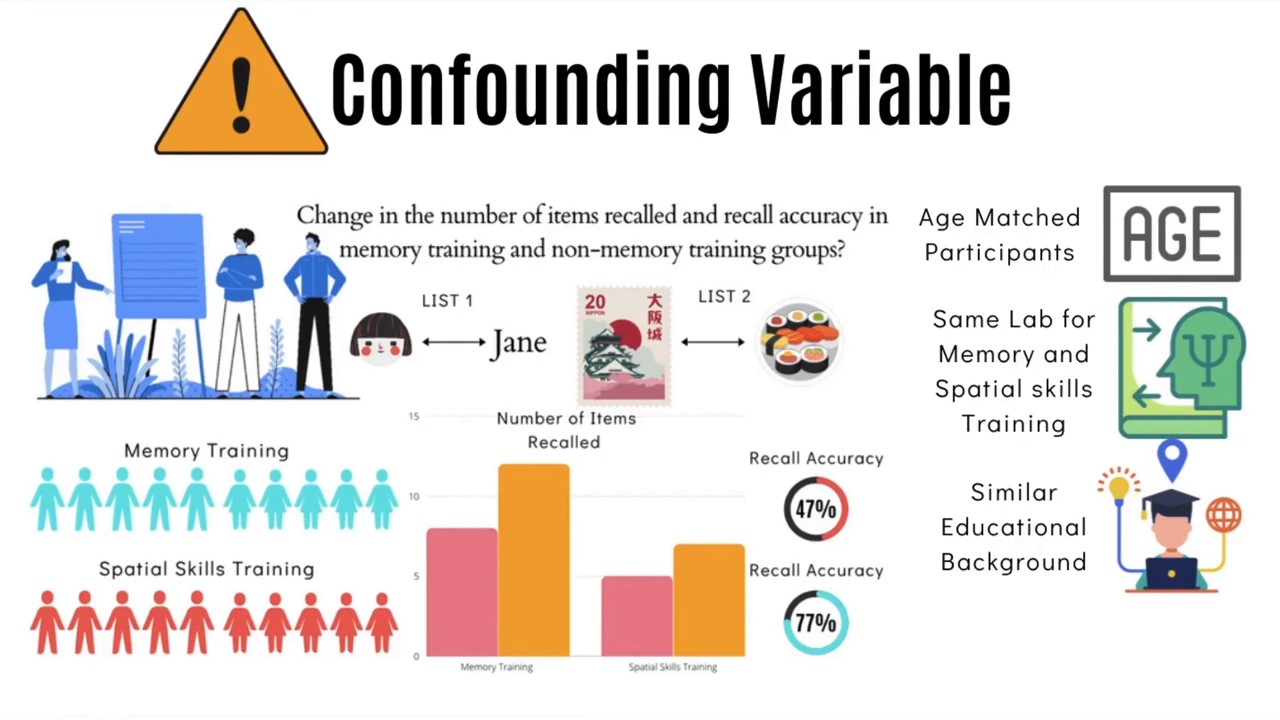 Confounding Variable
Change in the number of items recalled and recall accuracy in
memory training and non-memory training groups?
LIST 1
Jane
20
NIPPON
大
阪
城
LIST 2
Age Matched
Participants
AGE
Same Lab for
Memory and
Spatial skills
Training
Similar
Educational
Background
Memory Training
Spatial Skills Training
Number of Items
Recalled
15
10
5
0
Memory Training
Spatial Skills Training
Recall Accuracy
47%
Recall Accuracy
77%